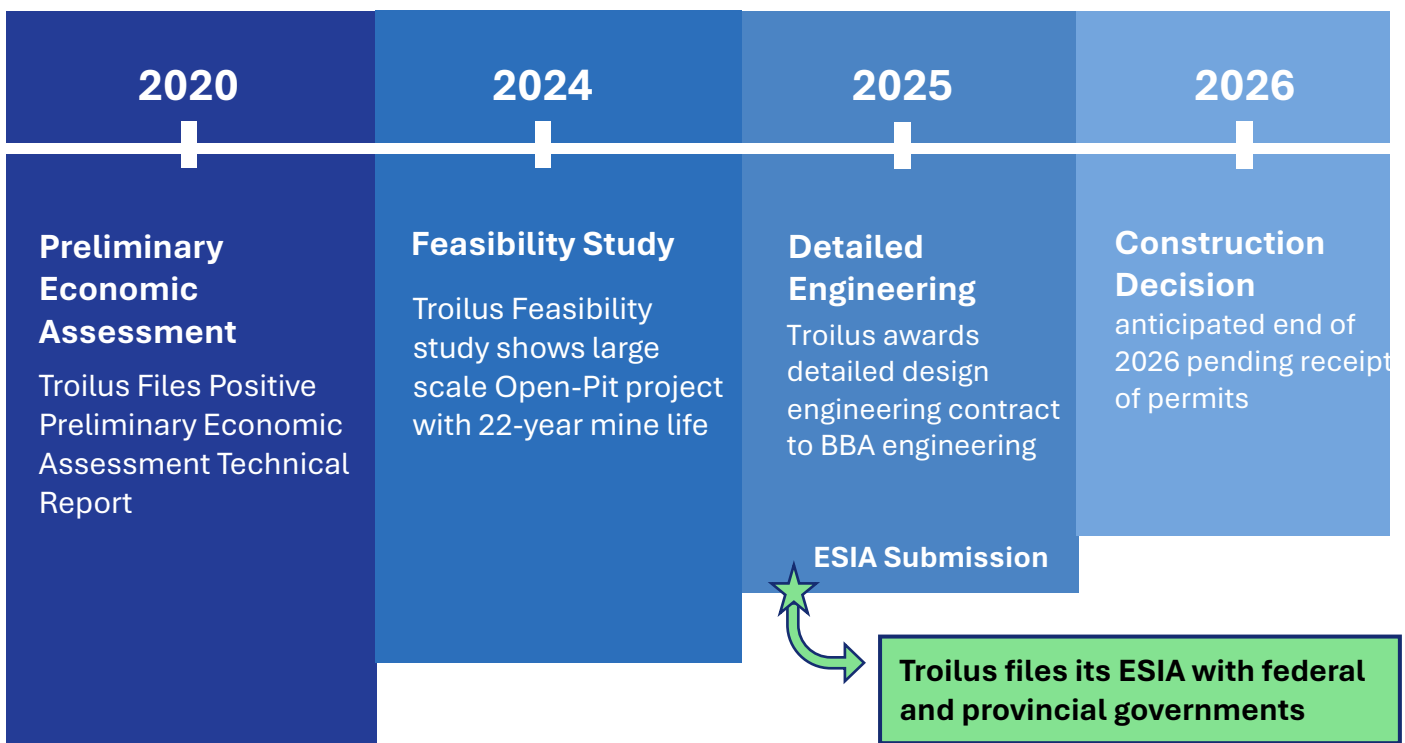 2020
2024
2025
2026
Preliminary
Economic
Assessment
Troilus Files Positive
Preliminary Economic
Assessment Technical
Report
Feasibility Study
Troilus Feasibility
study shows large
scale Open-Pit project
with 22-year mine life
Detailed
Engineering
Troilus awards
detailed design
engineering contract
to BBA engineering
ESIA Submission
Construction
Decision
anticipated end of
2026 pending receipt
of permits
Troilus files its ESIA with federal
and provincial governments